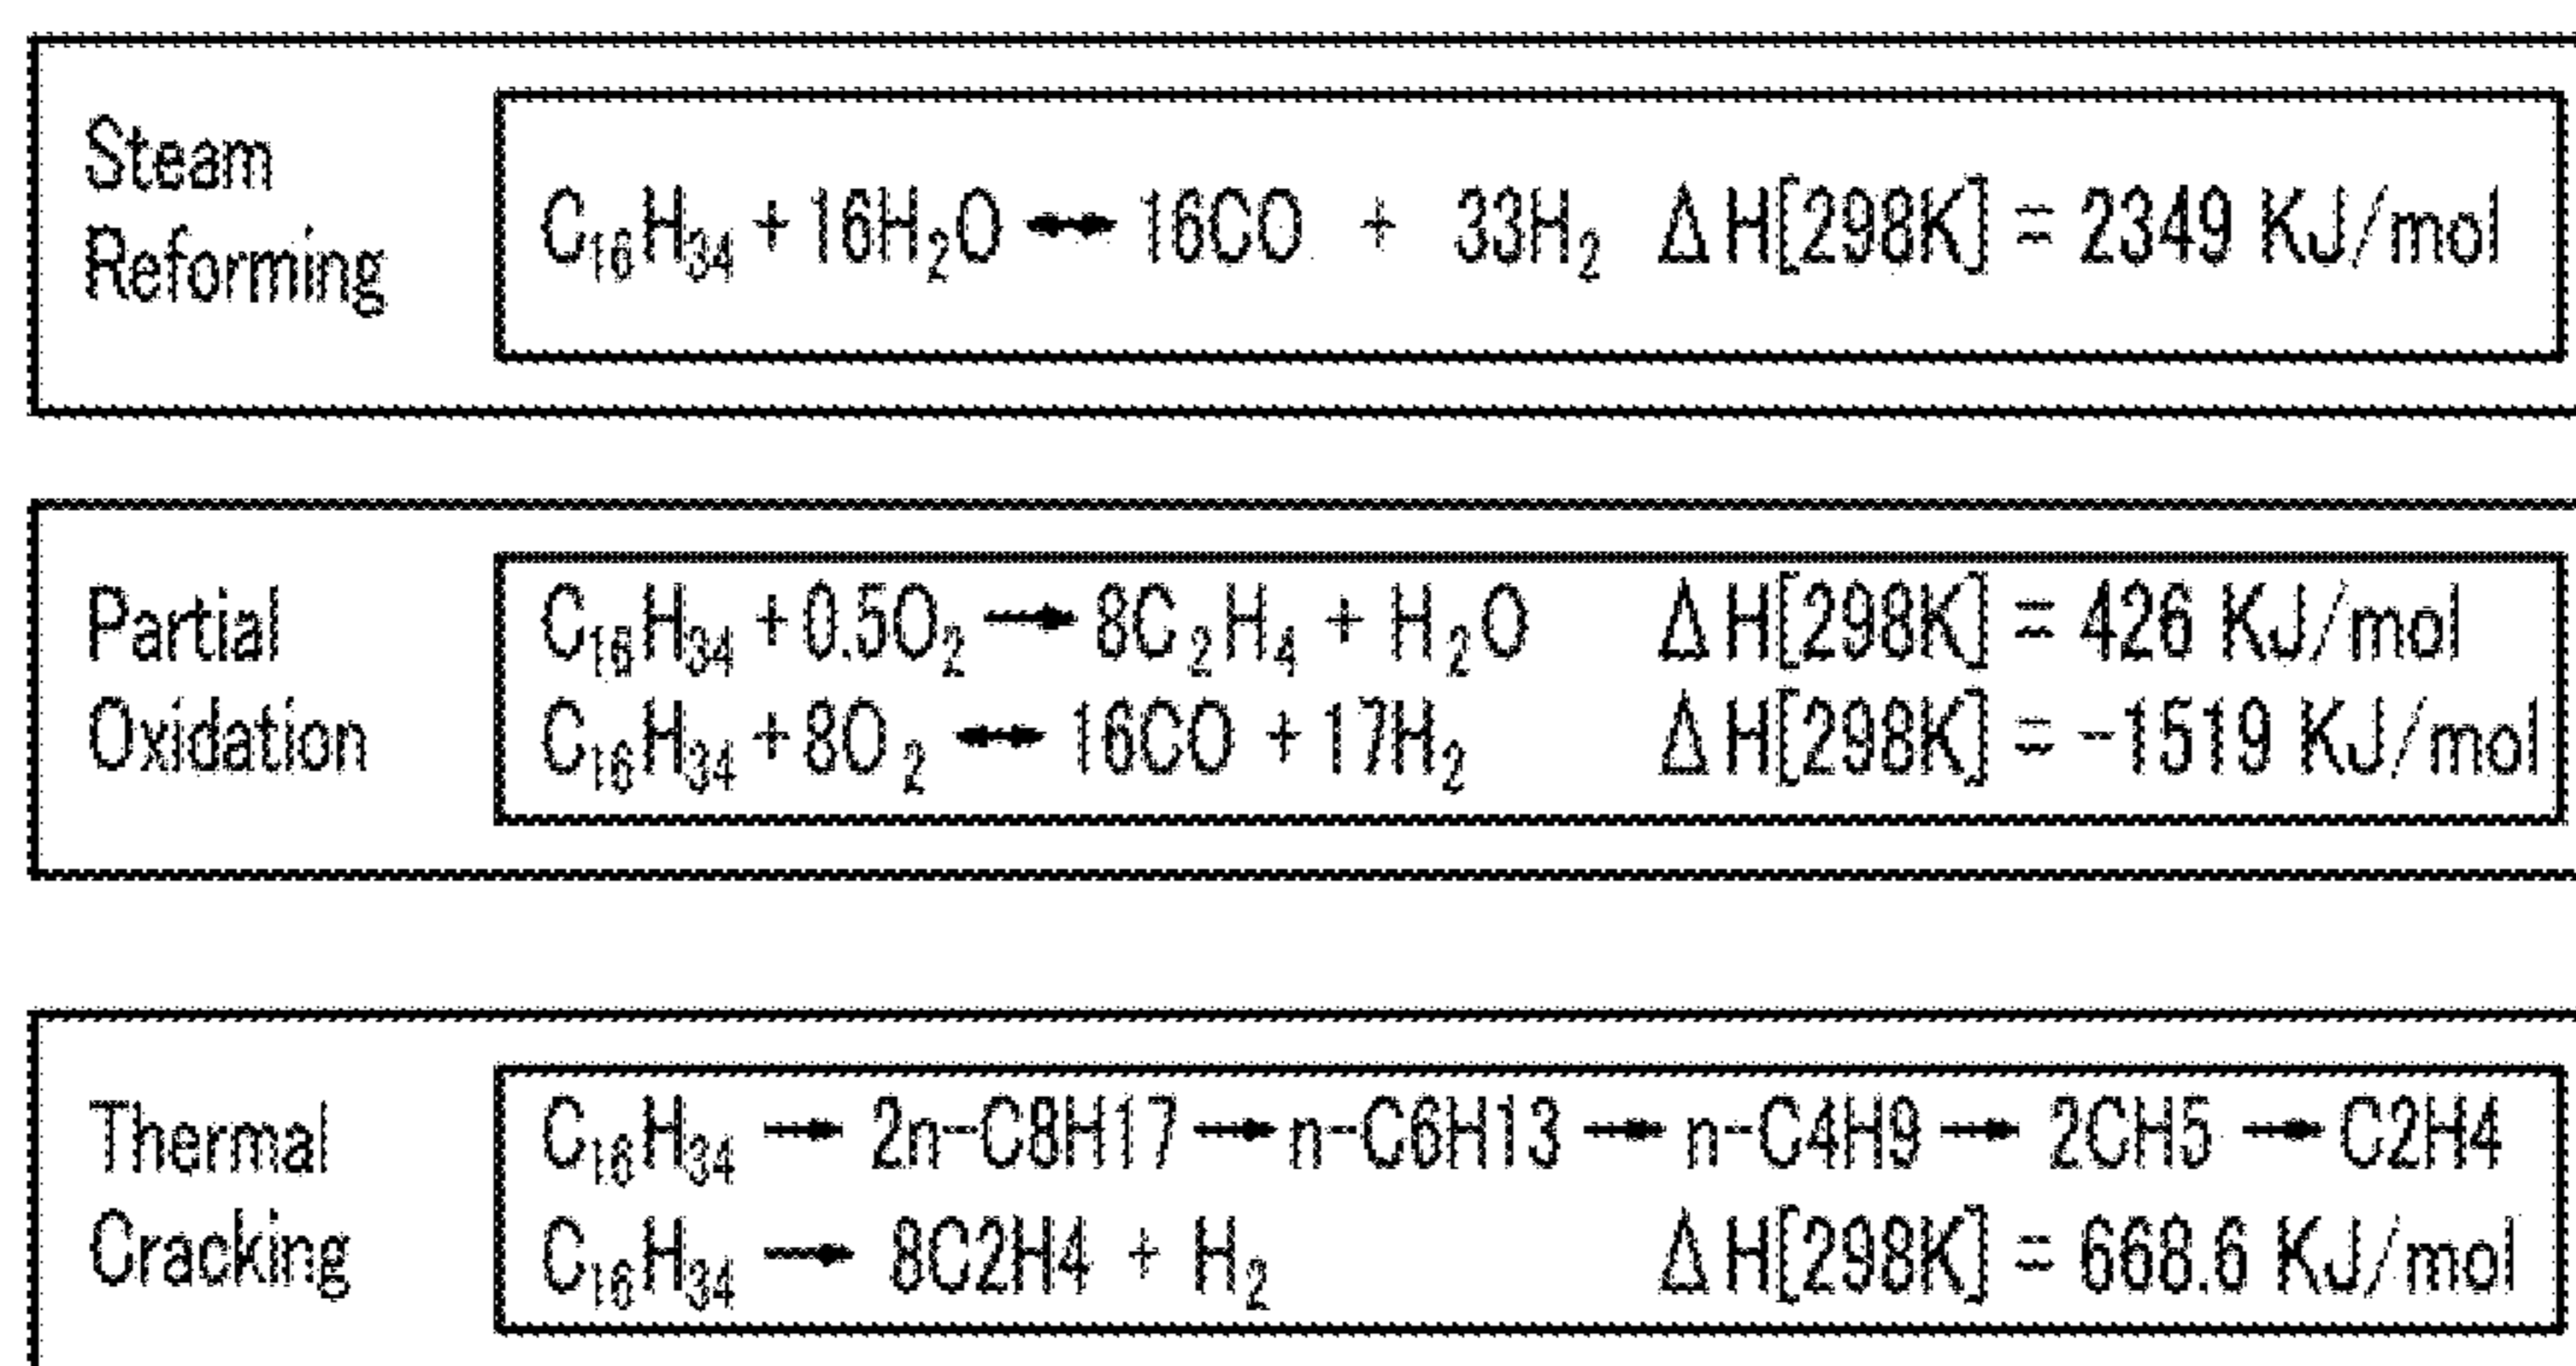 Steam
Reforming
C₁₆H₃₄ + 16H₂O ↔ 16CO + 33H₂ ΔH[298K] = 2349 KJ/mol
Partial
Oxidation
C₁₆H₃₄ + 0.5O₂ → 8C₂H₄ + H₂O ΔH[298K] = 426 KJ/mol
C₁₆H₃₄ + 8O₂ ↔ 16CO + 17H₂ ΔH[298K] = -1519 KJ/mol
Thermal
Cracking
C₁₆H₃₄ → 2n-C8H17 → n-C6H13 → n-C4H9 → 2CH5 → C2H4
C₁₆H₃₄ → 8C2H4 + H₂ ΔH[298K] = 668.6 KJ/mol